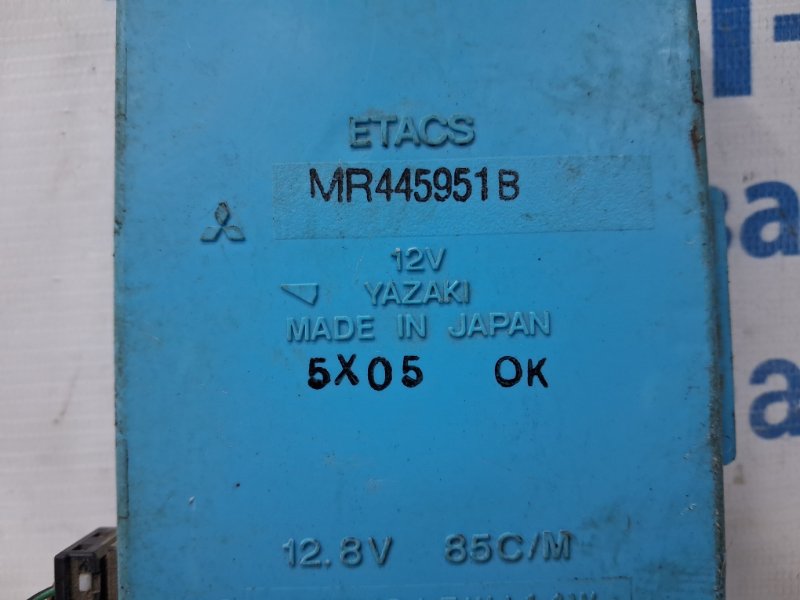 ETACS
MR445951B
12V
YAZAKI
MADE IN JAPAN
5X05 OK
12.8V 85C/M